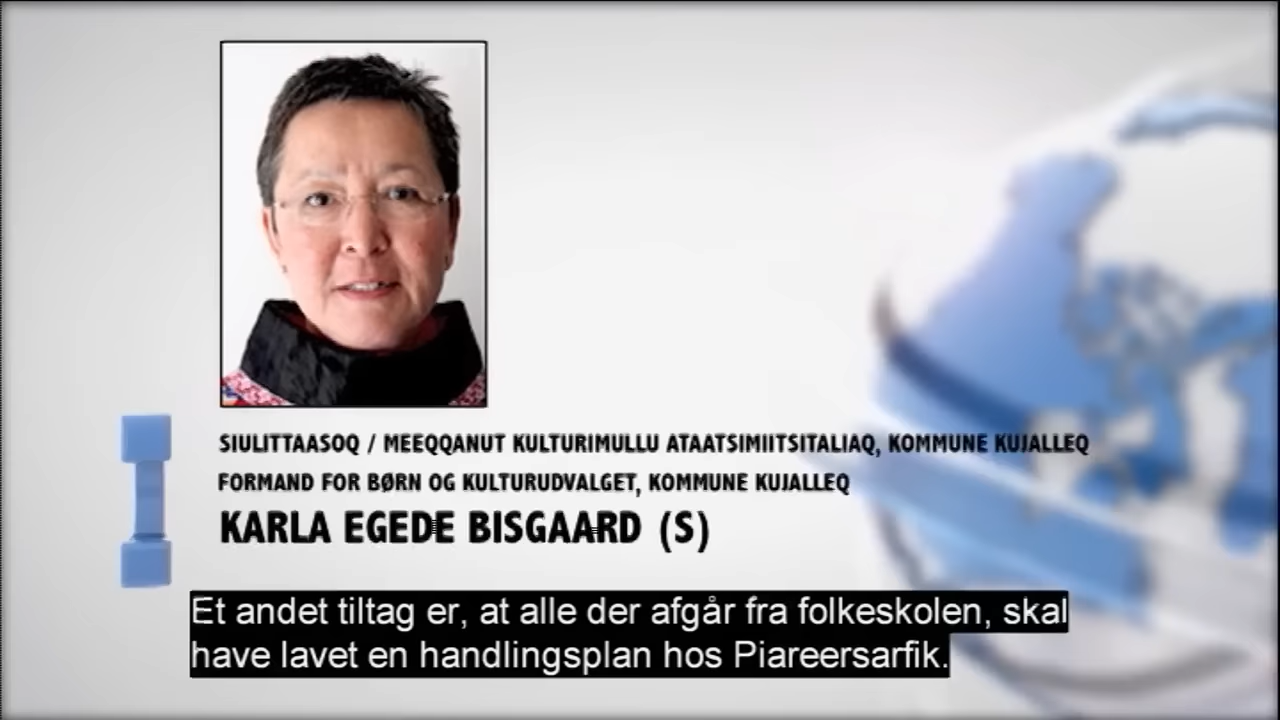 SIULITTAASOQ / MEEQQANUT KULTURIMULLU ATAATSIMIITSITALIAQ, KOMMUNE KUJALLEQ
FORMAND FOR BØRN OG KULTURUDVALGET, KOMMUNE KUJALLEQ
KARLA EGEDE BISGAARD (S)
Et andet tiltag er, at alle der afgår fra folkeskolen, skal
have lavet en handlingsplan hos Piareersarfik.